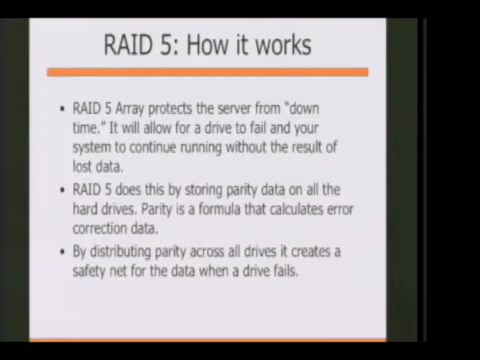 RAID 5: How it works
• RAID 5 Array protects the server from “down
time.” It will allow for a drive to fail and your
system to continue running without the result of
lost data.
• RAID 5 does this by storing parity data on all the
hard drives. Parity is a formula that calculates error
correction data.
• By distributing parity across all drives it creates a
safety net for the data when a drive fails.